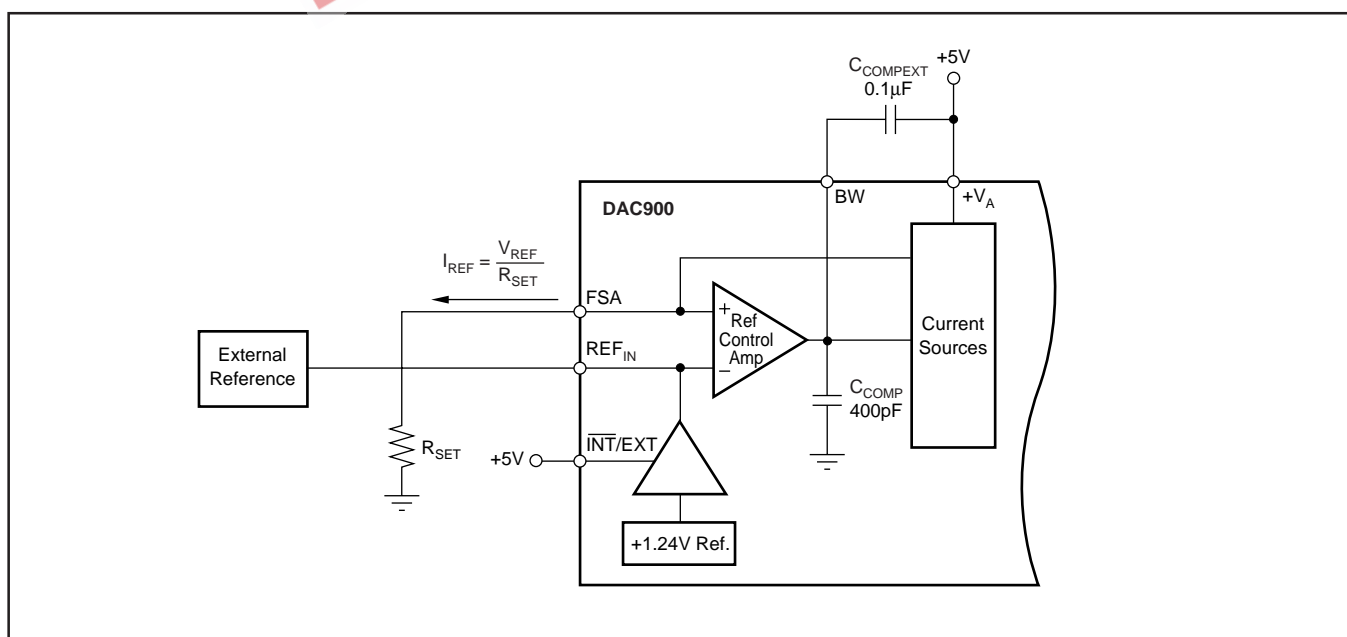 +5V
C_COMPEXT
0.1μF
BW
+V_A
DAC900
I_REF = V_REF / R_SET
FSA
+
Ref
Control
Amp
−
Current
Sources
External
Reference
REF_IN
C_COMP
400pF
R_SET
+5V
I̅N̅T̅/EXT
+1.24V Ref.